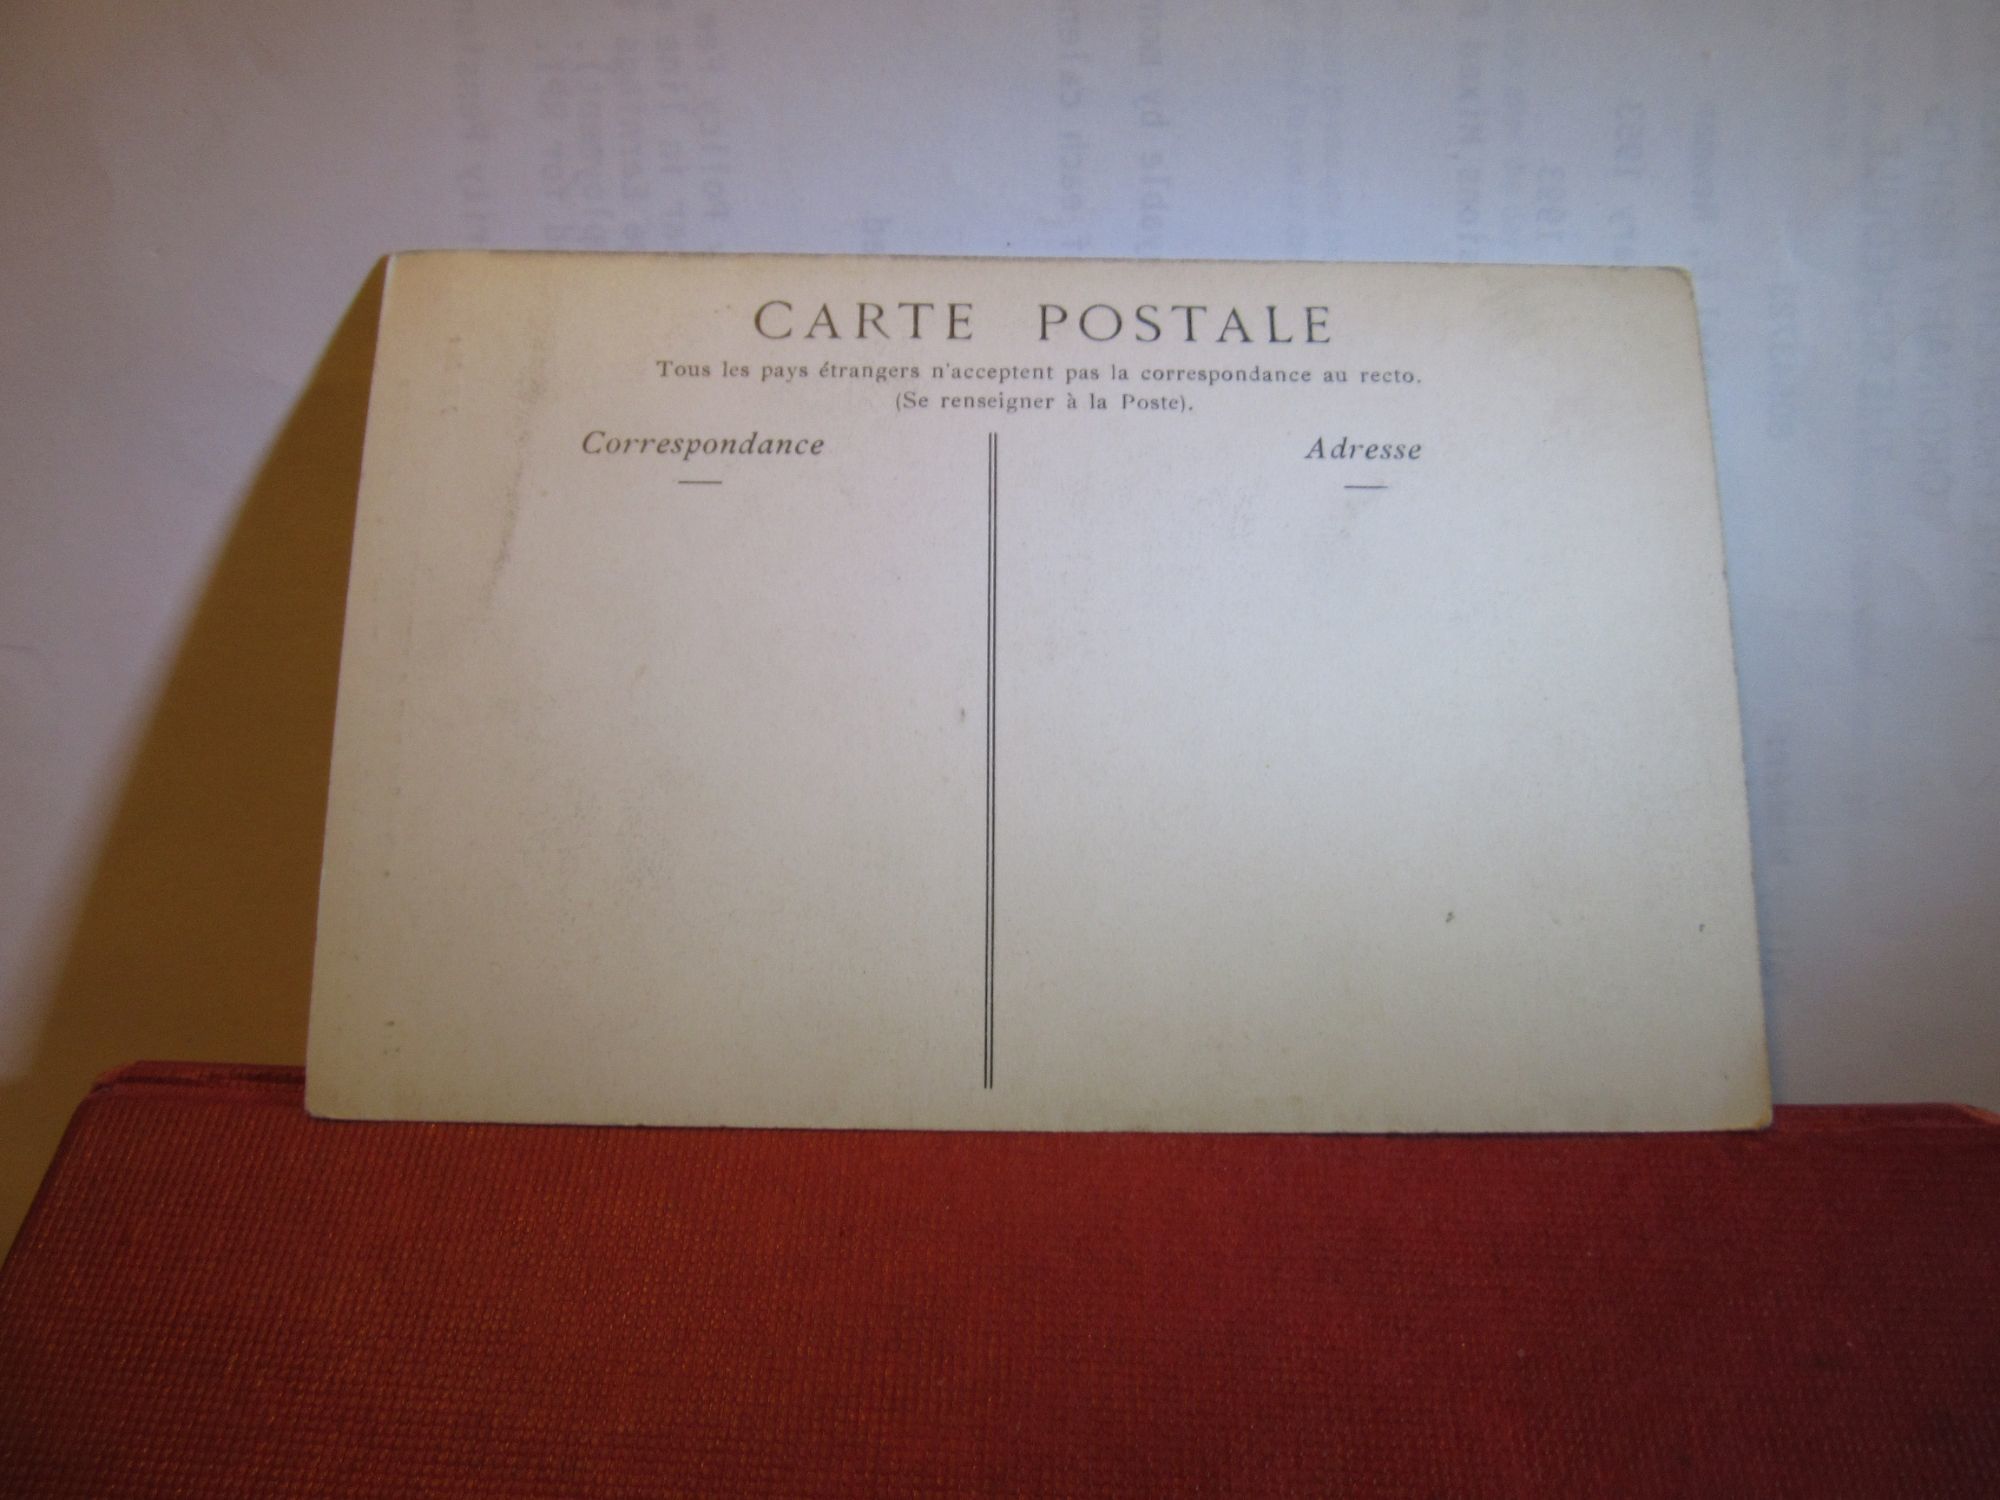 CARTE POSTALE
Tous les pays étrangers n'acceptent pas la correspondance au recto.
(Se renseigner à la Poste).
Correspondance
Adresse